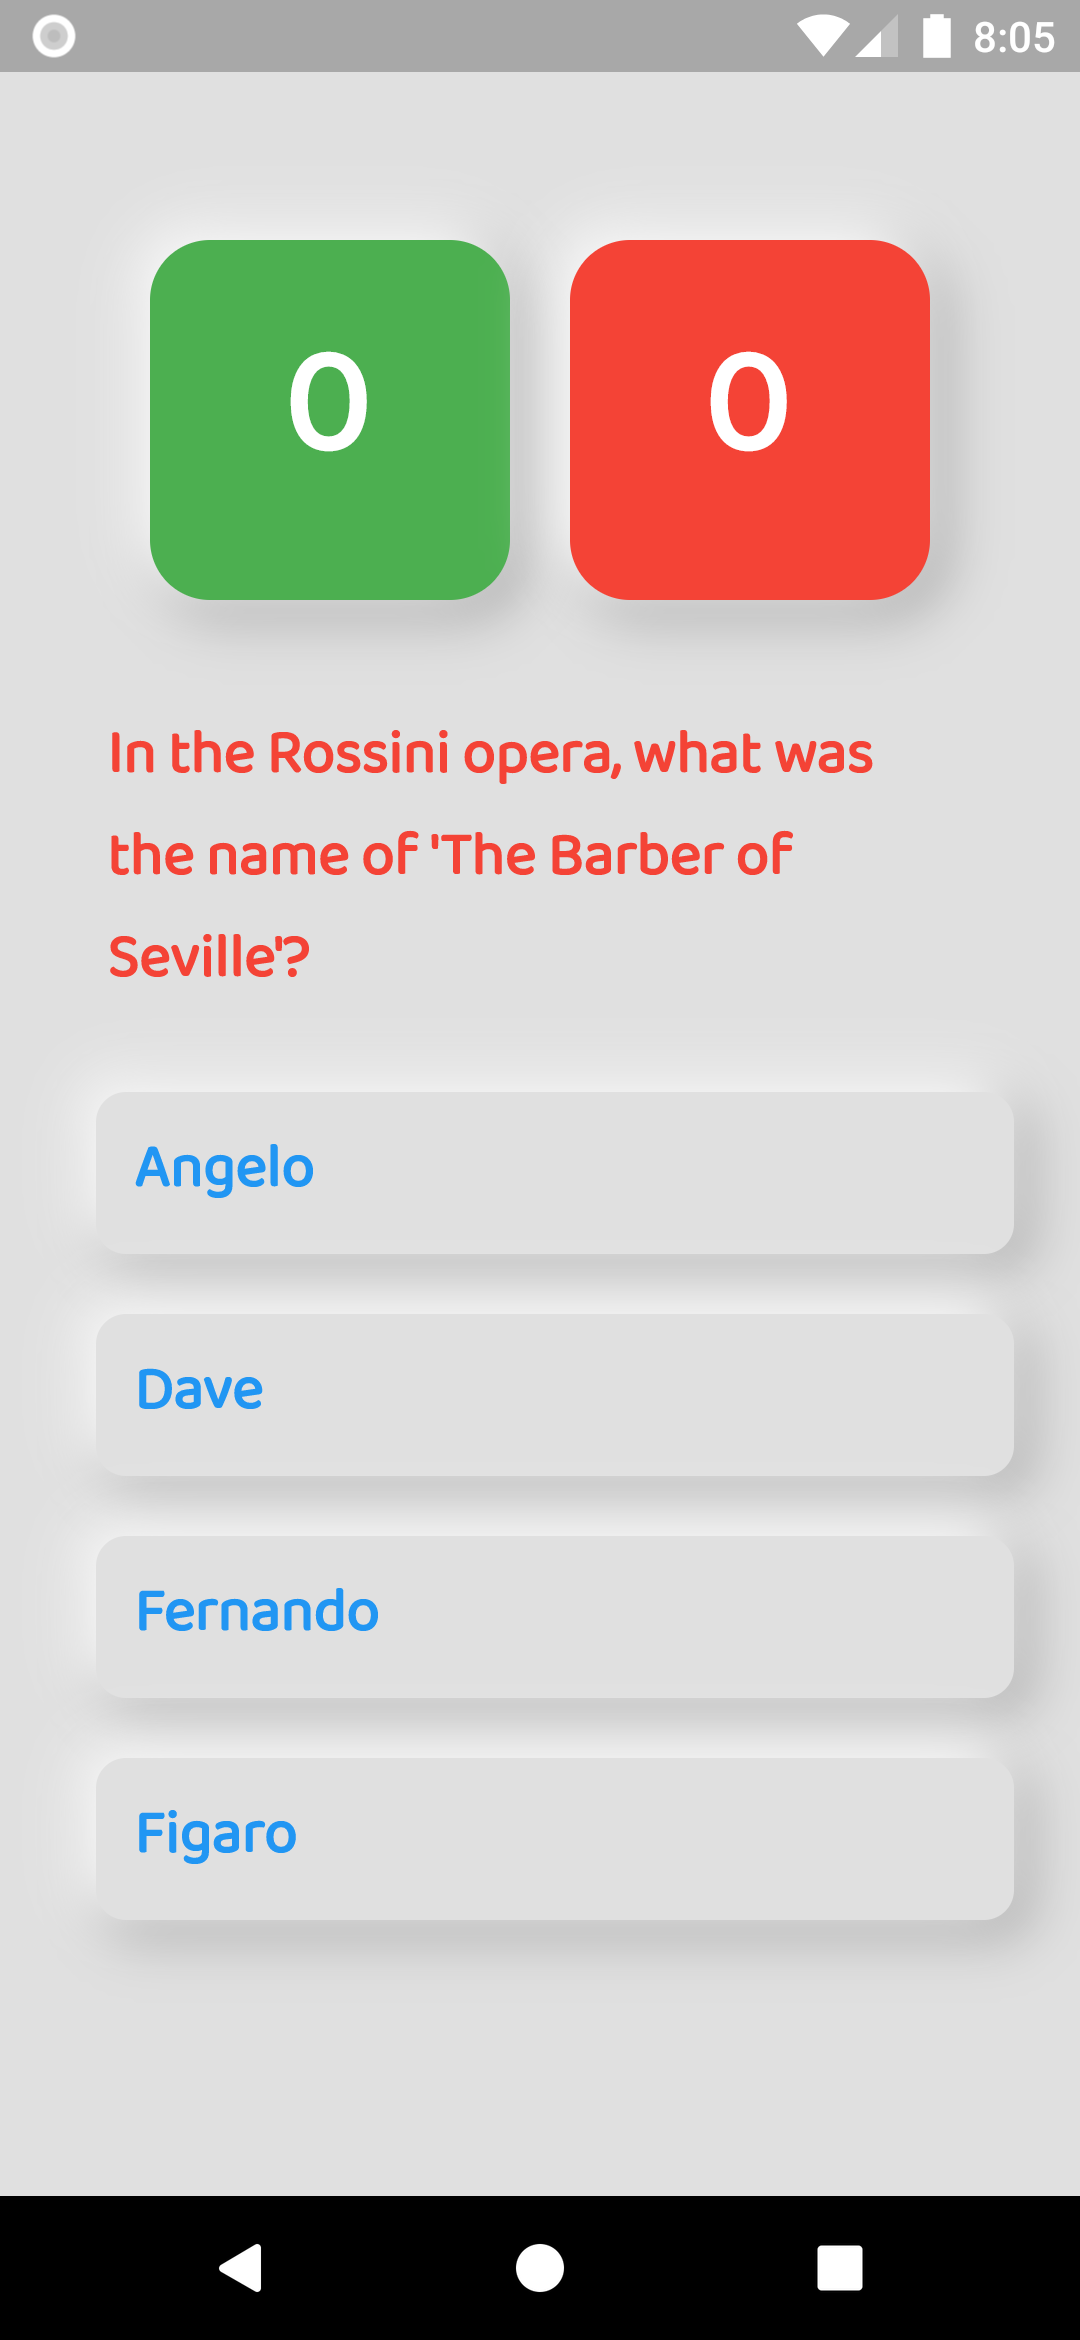 8:05
0 0
In the Rossini opera, what was
the name of 'The Barber of
Seville'?
Angelo
Dave
Fernando
Figaro